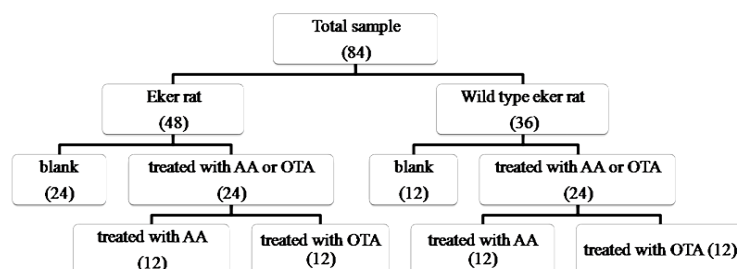 Total sample
(84)
Eker rat
(48)
Wild type eker rat
(36)
blank
(24)
treated with AA or OTA
(24)
blank
(12)
treated with AA or OTA
(24)
treated with AA
(12)
treated with OTA
(12)
treated with AA
(12)
treated with OTA (12)